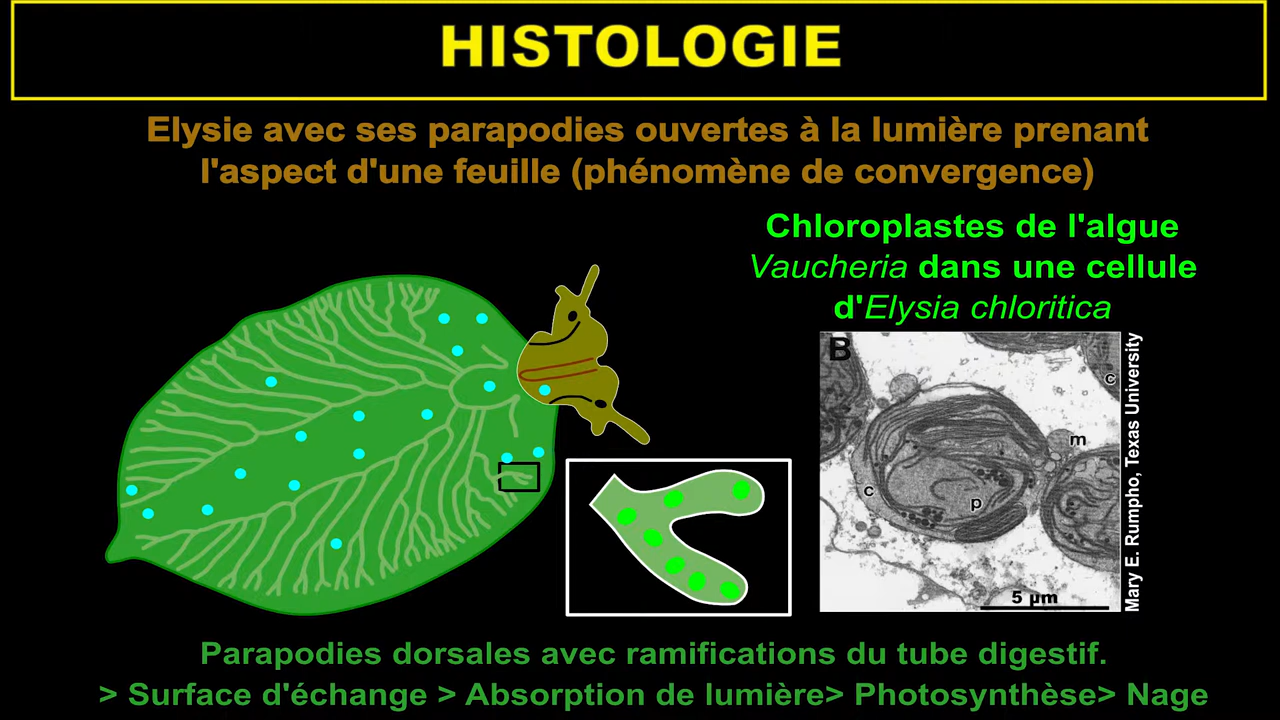 HISTOLOGIE
Elysie avec ses parapodies ouvertes à la lumière prenant
l'aspect d'une feuille (phénomène de convergence)
Chloroplastes de l'algue
Vaucheria dans une cellule
d'Elysia chloritica
B
c
m
c
p
5 µm
Mary E. Rumpho, Texas University
Parapodies dorsales avec ramifications du tube digestif.
> Surface d'échange > Absorption de lumière> Photosynthèse> Nage